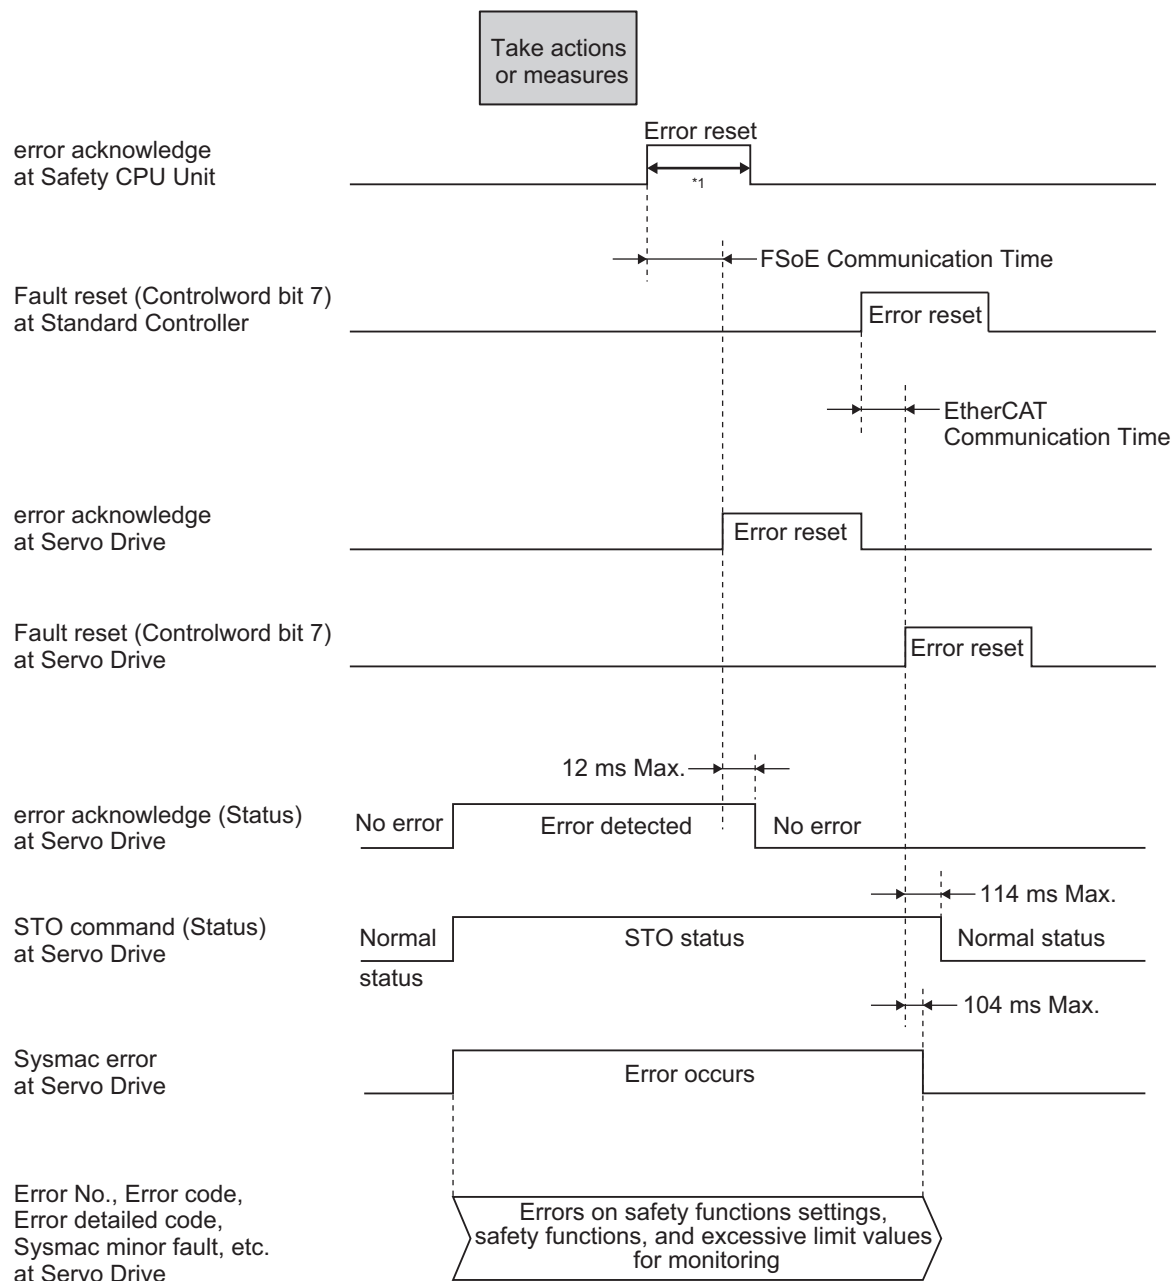 Take actions
or measures
Error reset
error acknowledge
at Safety CPU Unit
*1
FSoE Communication Time
Fault reset (Controlword bit 7)
at Standard Controller
Error reset
EtherCAT
Communication Time
error acknowledge
at Servo Drive
Error reset
Fault reset (Controlword bit 7)
at Servo Drive
Error reset
12 ms Max.
error acknowledge (Status)
at Servo Drive
No error
Error detected
No error
114 ms Max.
STO command (Status)
at Servo Drive
Normal
status
STO status
Normal status
104 ms Max.
Sysmac error
at Servo Drive
Error occurs
Error No., Error code,
Error detailed code,
Sysmac minor fault, etc.
at Servo Drive
Errors on safety functions settings,
safety functions, and excessive limit values
for monitoring